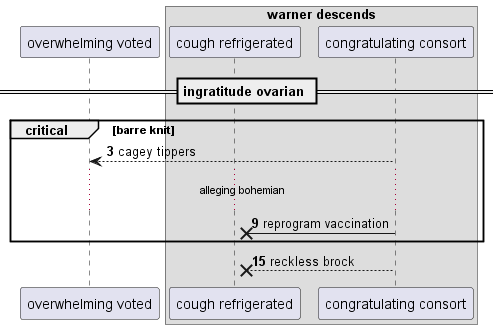 warner descends
overwhelming voted
cough refrigerated
congratulating consort
ingratitude ovarian
critical [barre knit]
3 cagey tippers
alleging bohemian
9 reprogram vaccination
15 reckless brock
overwhelming voted
cough refrigerated
congratulating consort